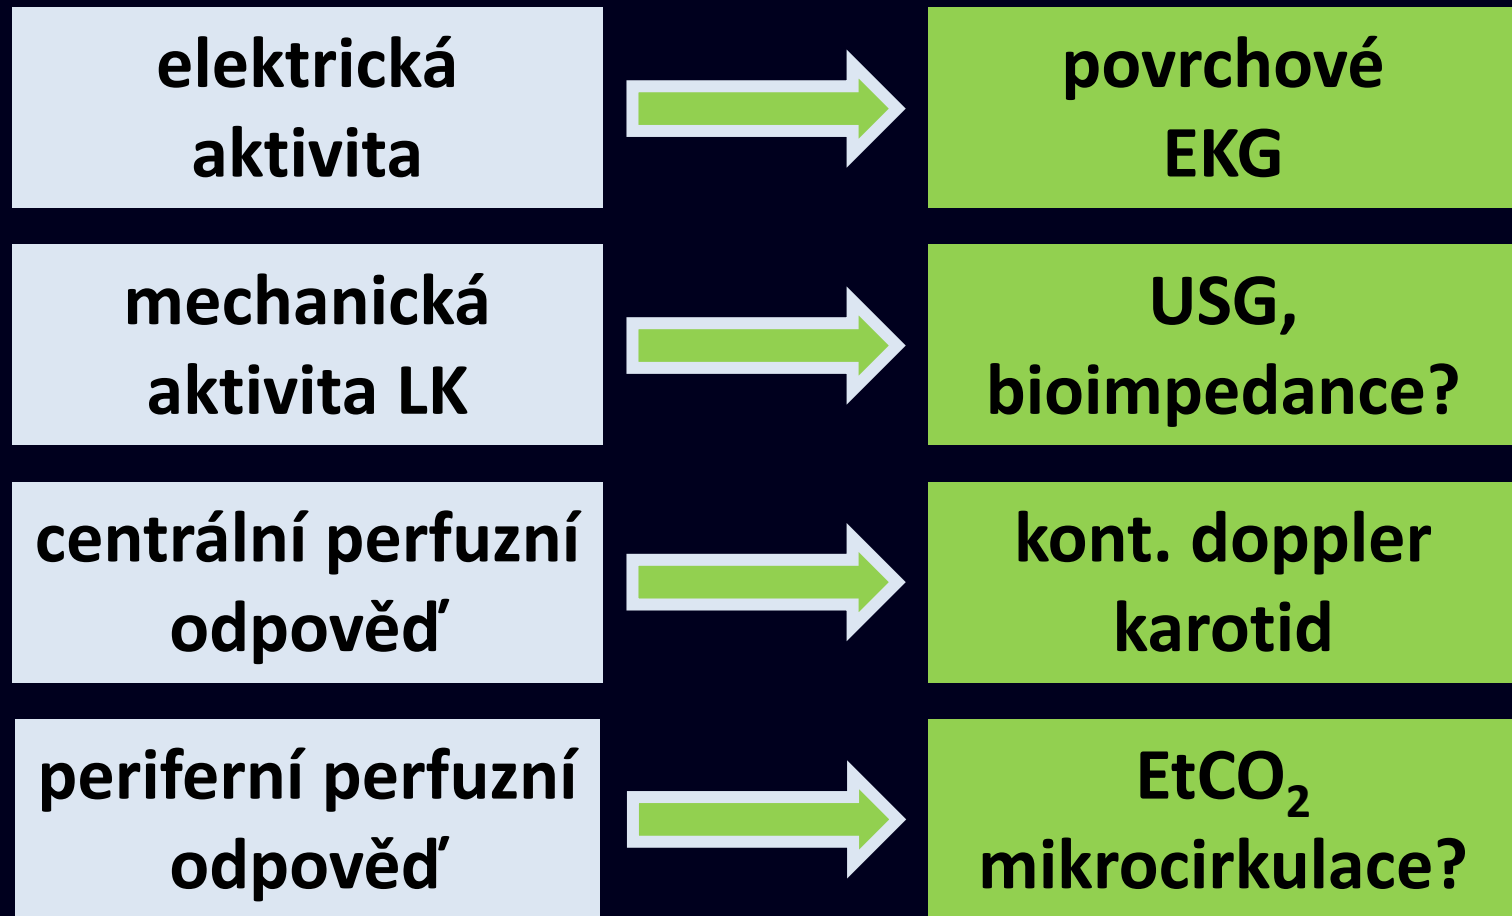 elektrická
aktivita
povrchové
EKG
mechanická
aktivita LK
USG,
bioimpedance?
centrální perfuzní
odpověď
kont. doppler
karotid
periferní perfuzní
odpověď
EtCO₂
mikrocirkulace?